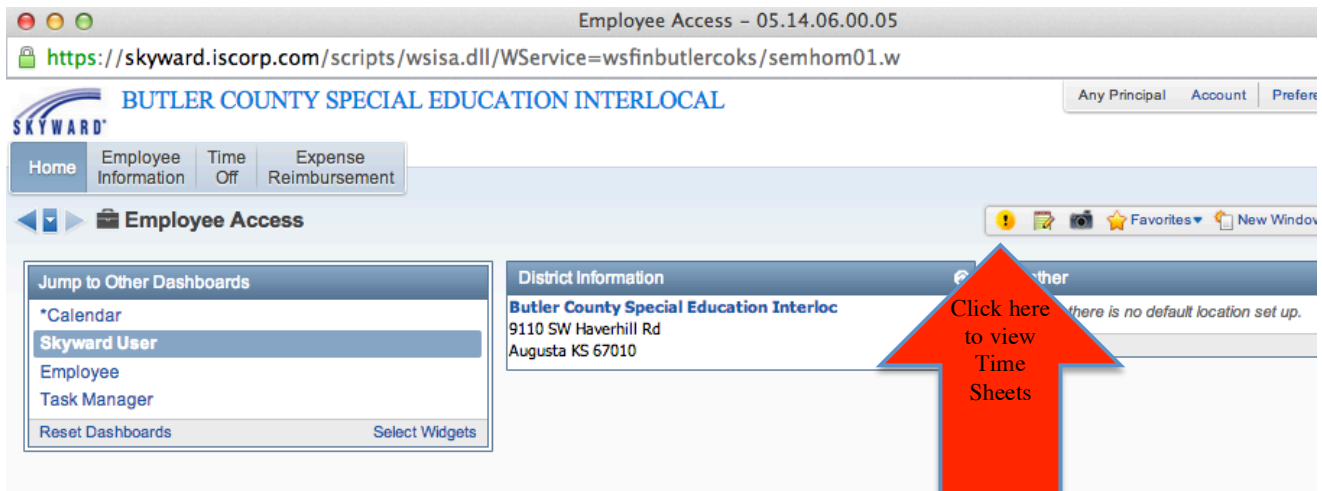 Employee Access – 05.14.06.00.05
https://skyward.iscorp.com/scripts/wsisa.dll/WService=wsfinbutlercoks/semhom01.w
SKYWARD BUTLER COUNTY SPECIAL EDUCATION INTERLOCAL
Any Principal Account Prefere
Home Employee Information Time Off Expense Reimbursement
Employee Access
Favorites New Window
Jump to Other Dashboards
*Calendar
Skyward User
Employee
Task Manager
Reset Dashboards Select Widgets
District Information
Butler County Special Education Interloc
9110 SW Haverhill Rd
Augusta KS 67010
ther
there is no default location set up.
Click here
to view
Time
Sheets